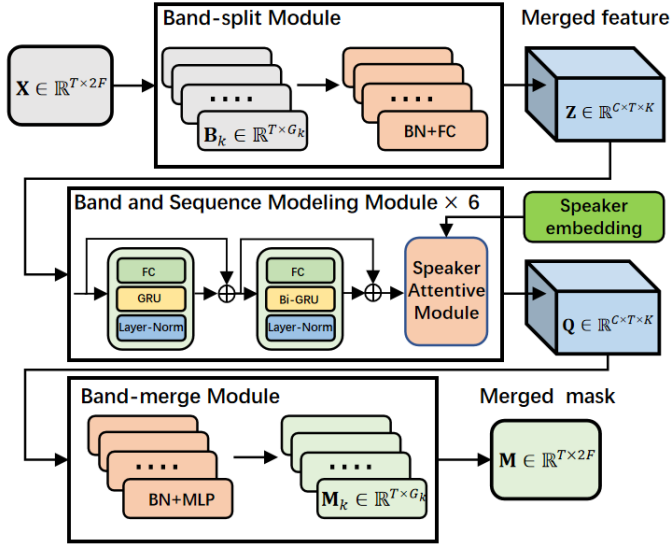 Band-split Module
Merged feature
𝐗 ∈ ℝ^{T×2F}
····
𝐁_k ∈ ℝ^{T×G_k}
····
BN+FC
𝐙 ∈ ℝ^{C×T×K}
Band and Sequence Modeling Module × 6
Speaker
embedding
FC
GRU
Layer-Norm
FC
Bi-GRU
Layer-Norm
Speaker
Attentive
Module
𝐐 ∈ ℝ^{C×T×K}
Band-merge Module
Merged mask
····
BN+MLP
····
𝐌_k ∈ ℝ^{T×G_k}
𝐌 ∈ ℝ^{T×2F}